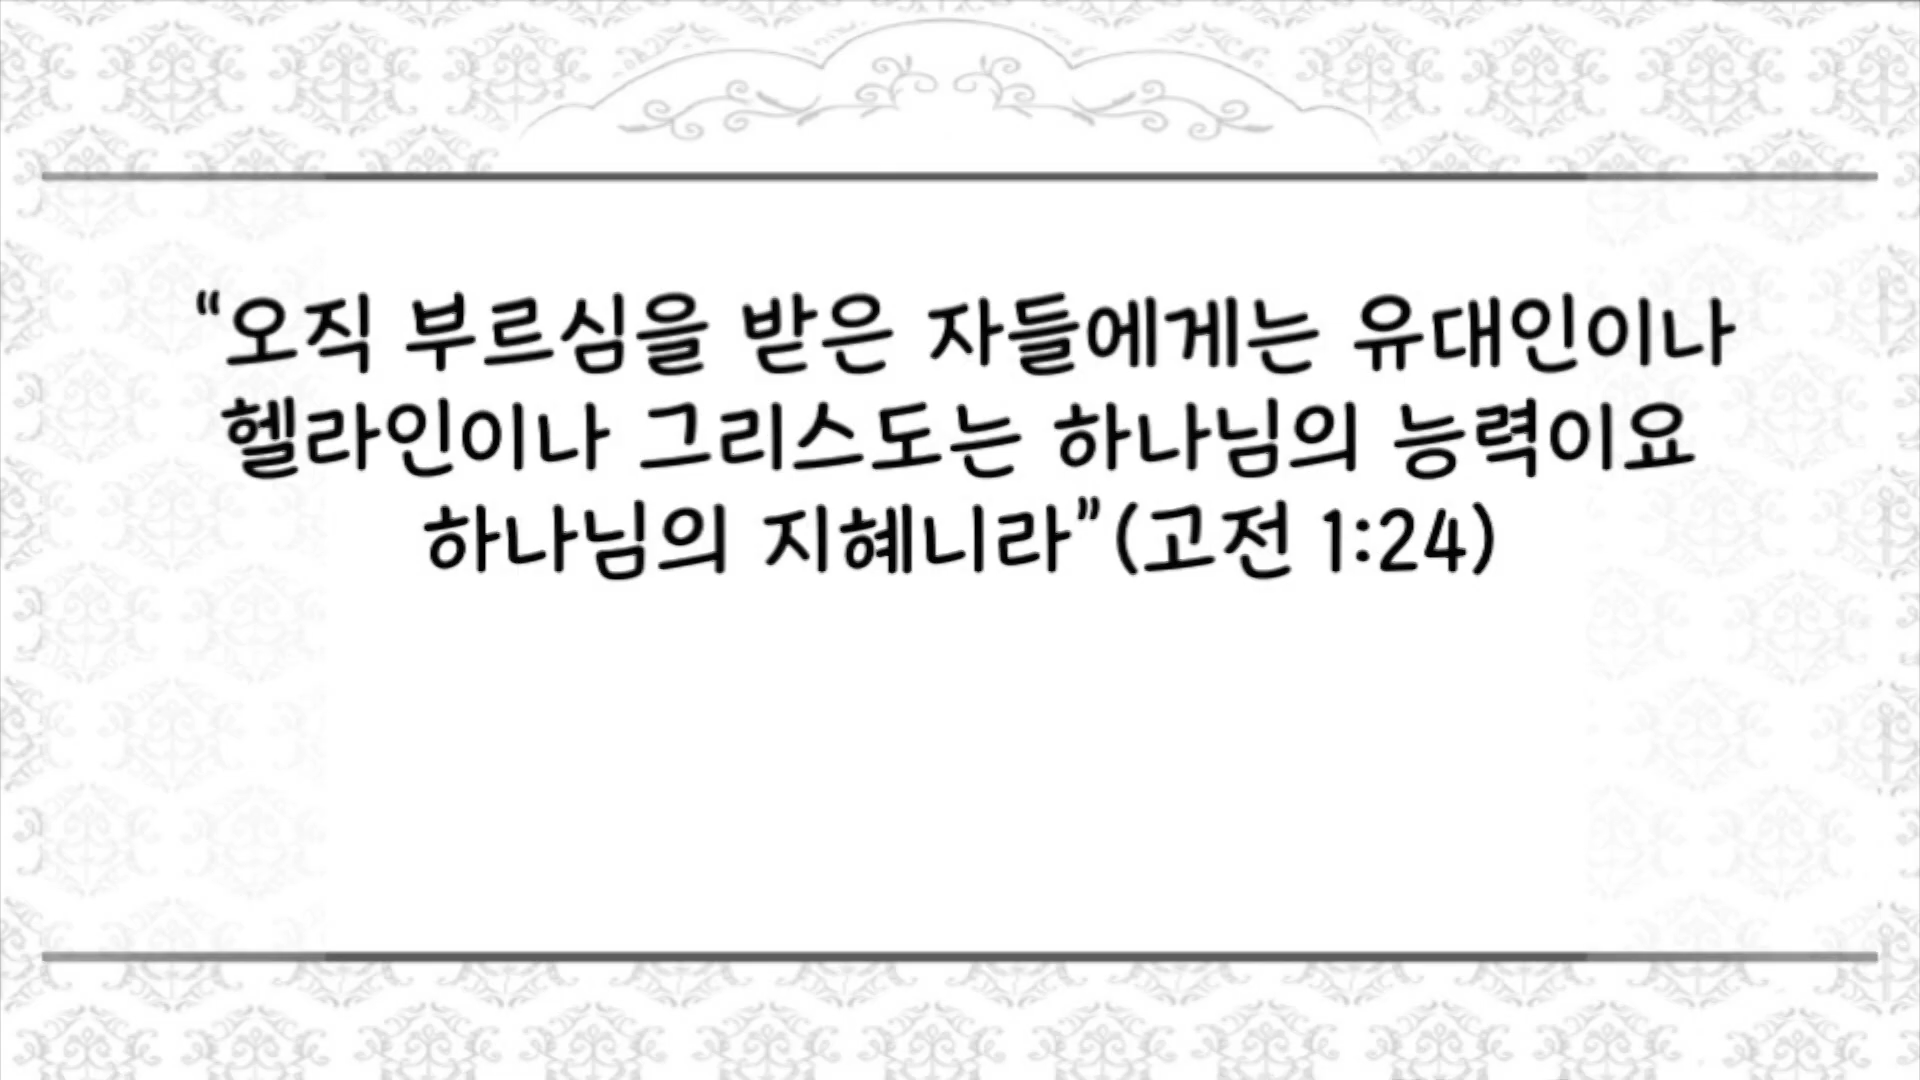 “오직 부르심을 받은 자들에게는 유대인이나
헬라인이나 그리스도는 하나님의 능력이요
하나님의 지혜니라”(고전 1:24)